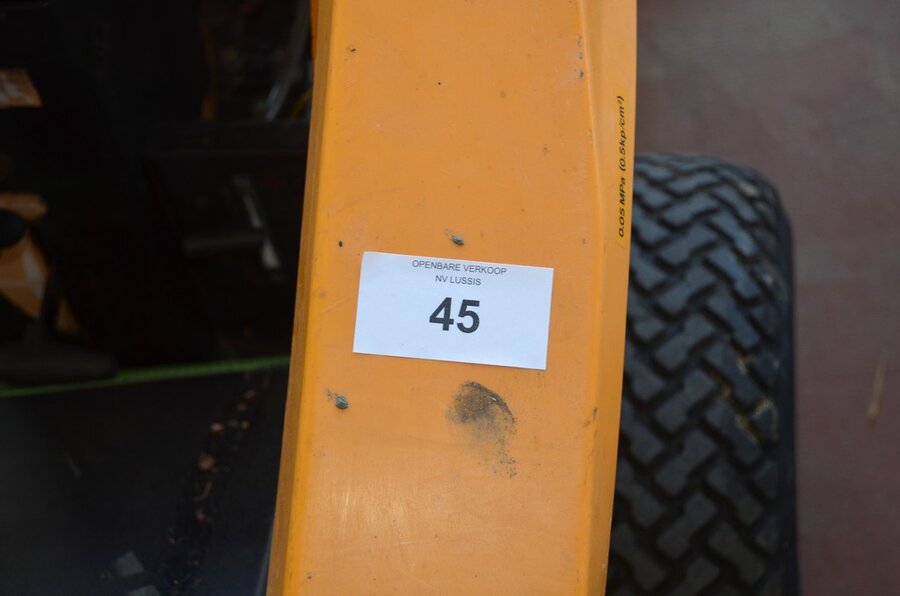 OPENBARE VERKOOP
NV LUSSIS
45
0.05 MPa (0.5kp/cm²)